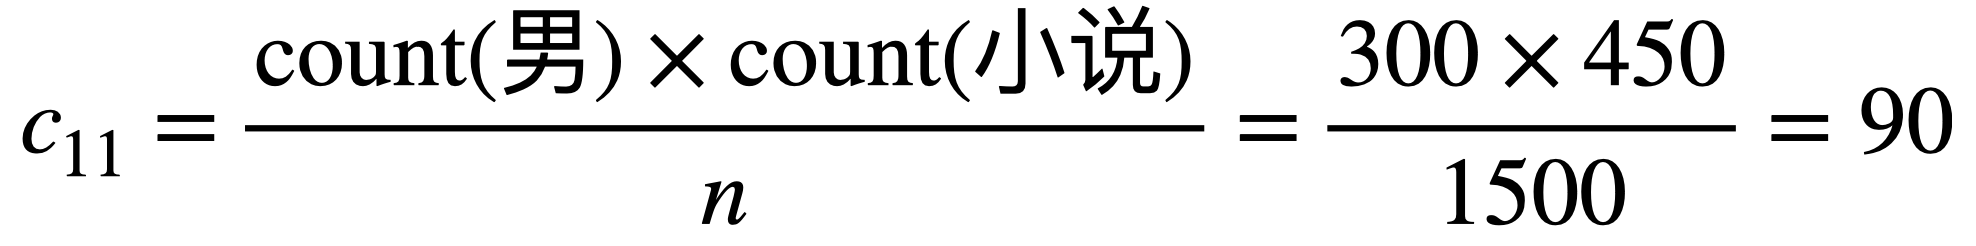 c₁₁ = count(男) × count(小说) / n = 300 × 450 / 1500 = 90